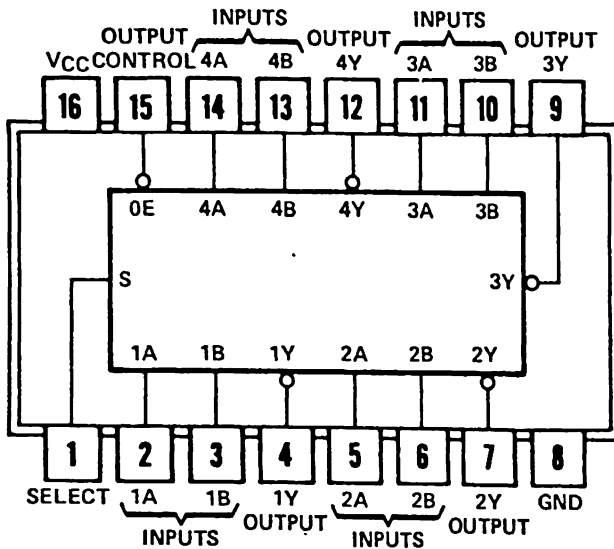 INPUTS INPUTS
OUTPUT OUTPUT OUTPUT
VCC CONTROL 4A 4B 4Y 3A 3B 3Y
16 15 14 13 12 11 10 9
0E 4A 4B 4Y 3A 3B
S 3Y
1A 1B 1Y 2A 2B 2Y
1 2 3 4 5 6 7 8
SELECT 1A 1B 1Y 2A 2B 2Y GND
INPUTS OUTPUT INPUTS OUTPUT